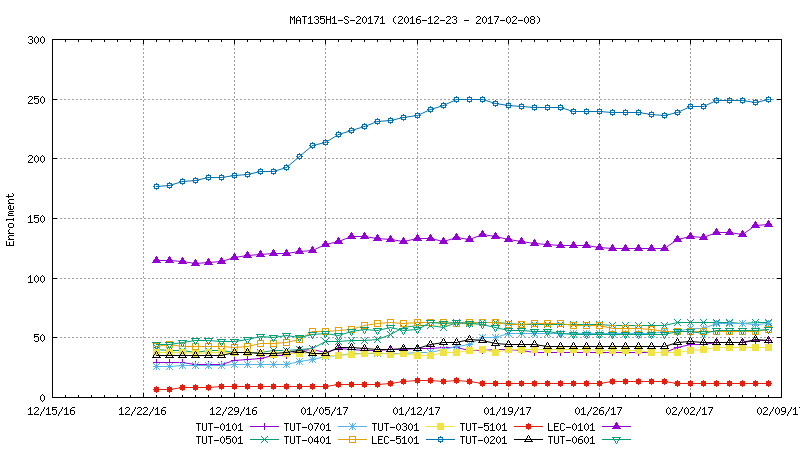 MAT135H1-S-20171 (2016-12-23 - 2017-02-08)
300
250
200
150
100
50
0
Enrolment
12/15/16 12/22/16 12/29/16 01/05/17 01/12/17 01/19/17 01/26/17 02/02/17 02/09/17
TUT-0101 TUT-0701 TUT-0301 TUT-5101 LEC-0101
TUT-0501 TUT-0401 LEC-5101 TUT-0201 TUT-0601